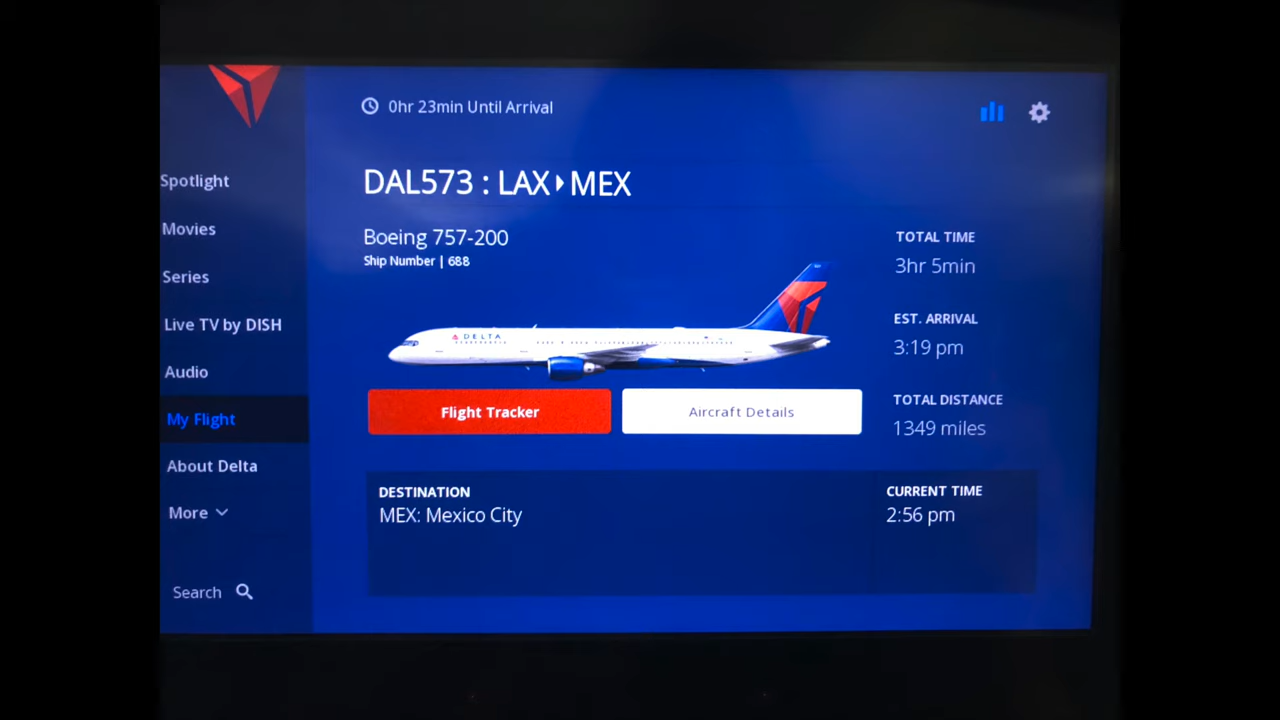 0hr 23min Until Arrival
DAL573 : LAX▸MEX
Boeing 757-200
Ship Number | 688
DELTA
Flight Tracker
Aircraft Details
TOTAL TIME
3hr 5min
EST. ARRIVAL
3:19 pm
TOTAL DISTANCE
1349 miles
DESTINATION
MEX: Mexico City
CURRENT TIME
2:56 pm
Spotlight
Movies
Series
Live TV by DISH
Audio
My Flight
About Delta
More
Search